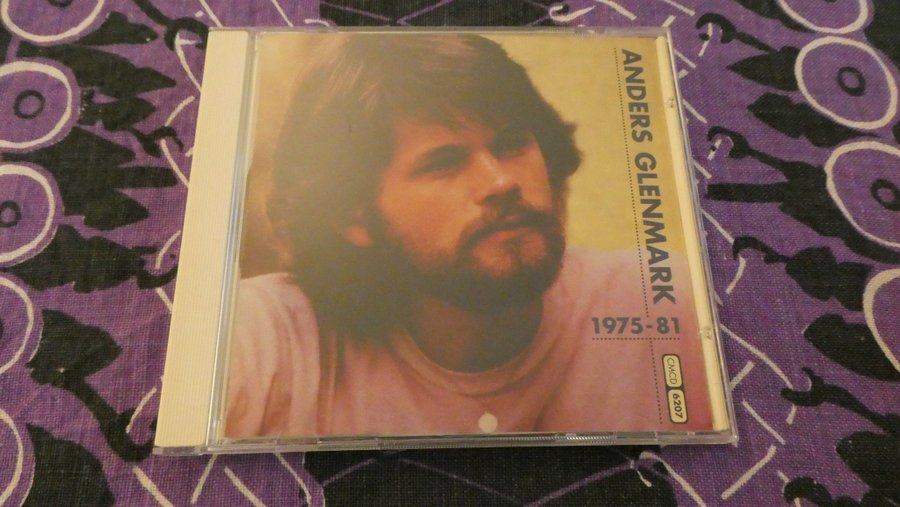 ANDERS GLENMARK
1975-81
CMCD
6207